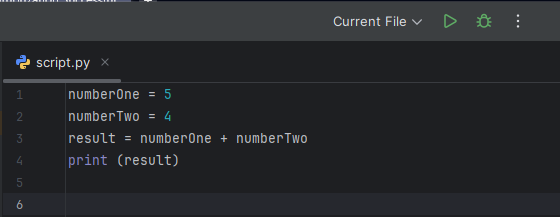 Current File
script.py
1 numberOne = 5
2 numberTwo = 4
3 result = numberOne + numberTwo
4 print (result)
5
6